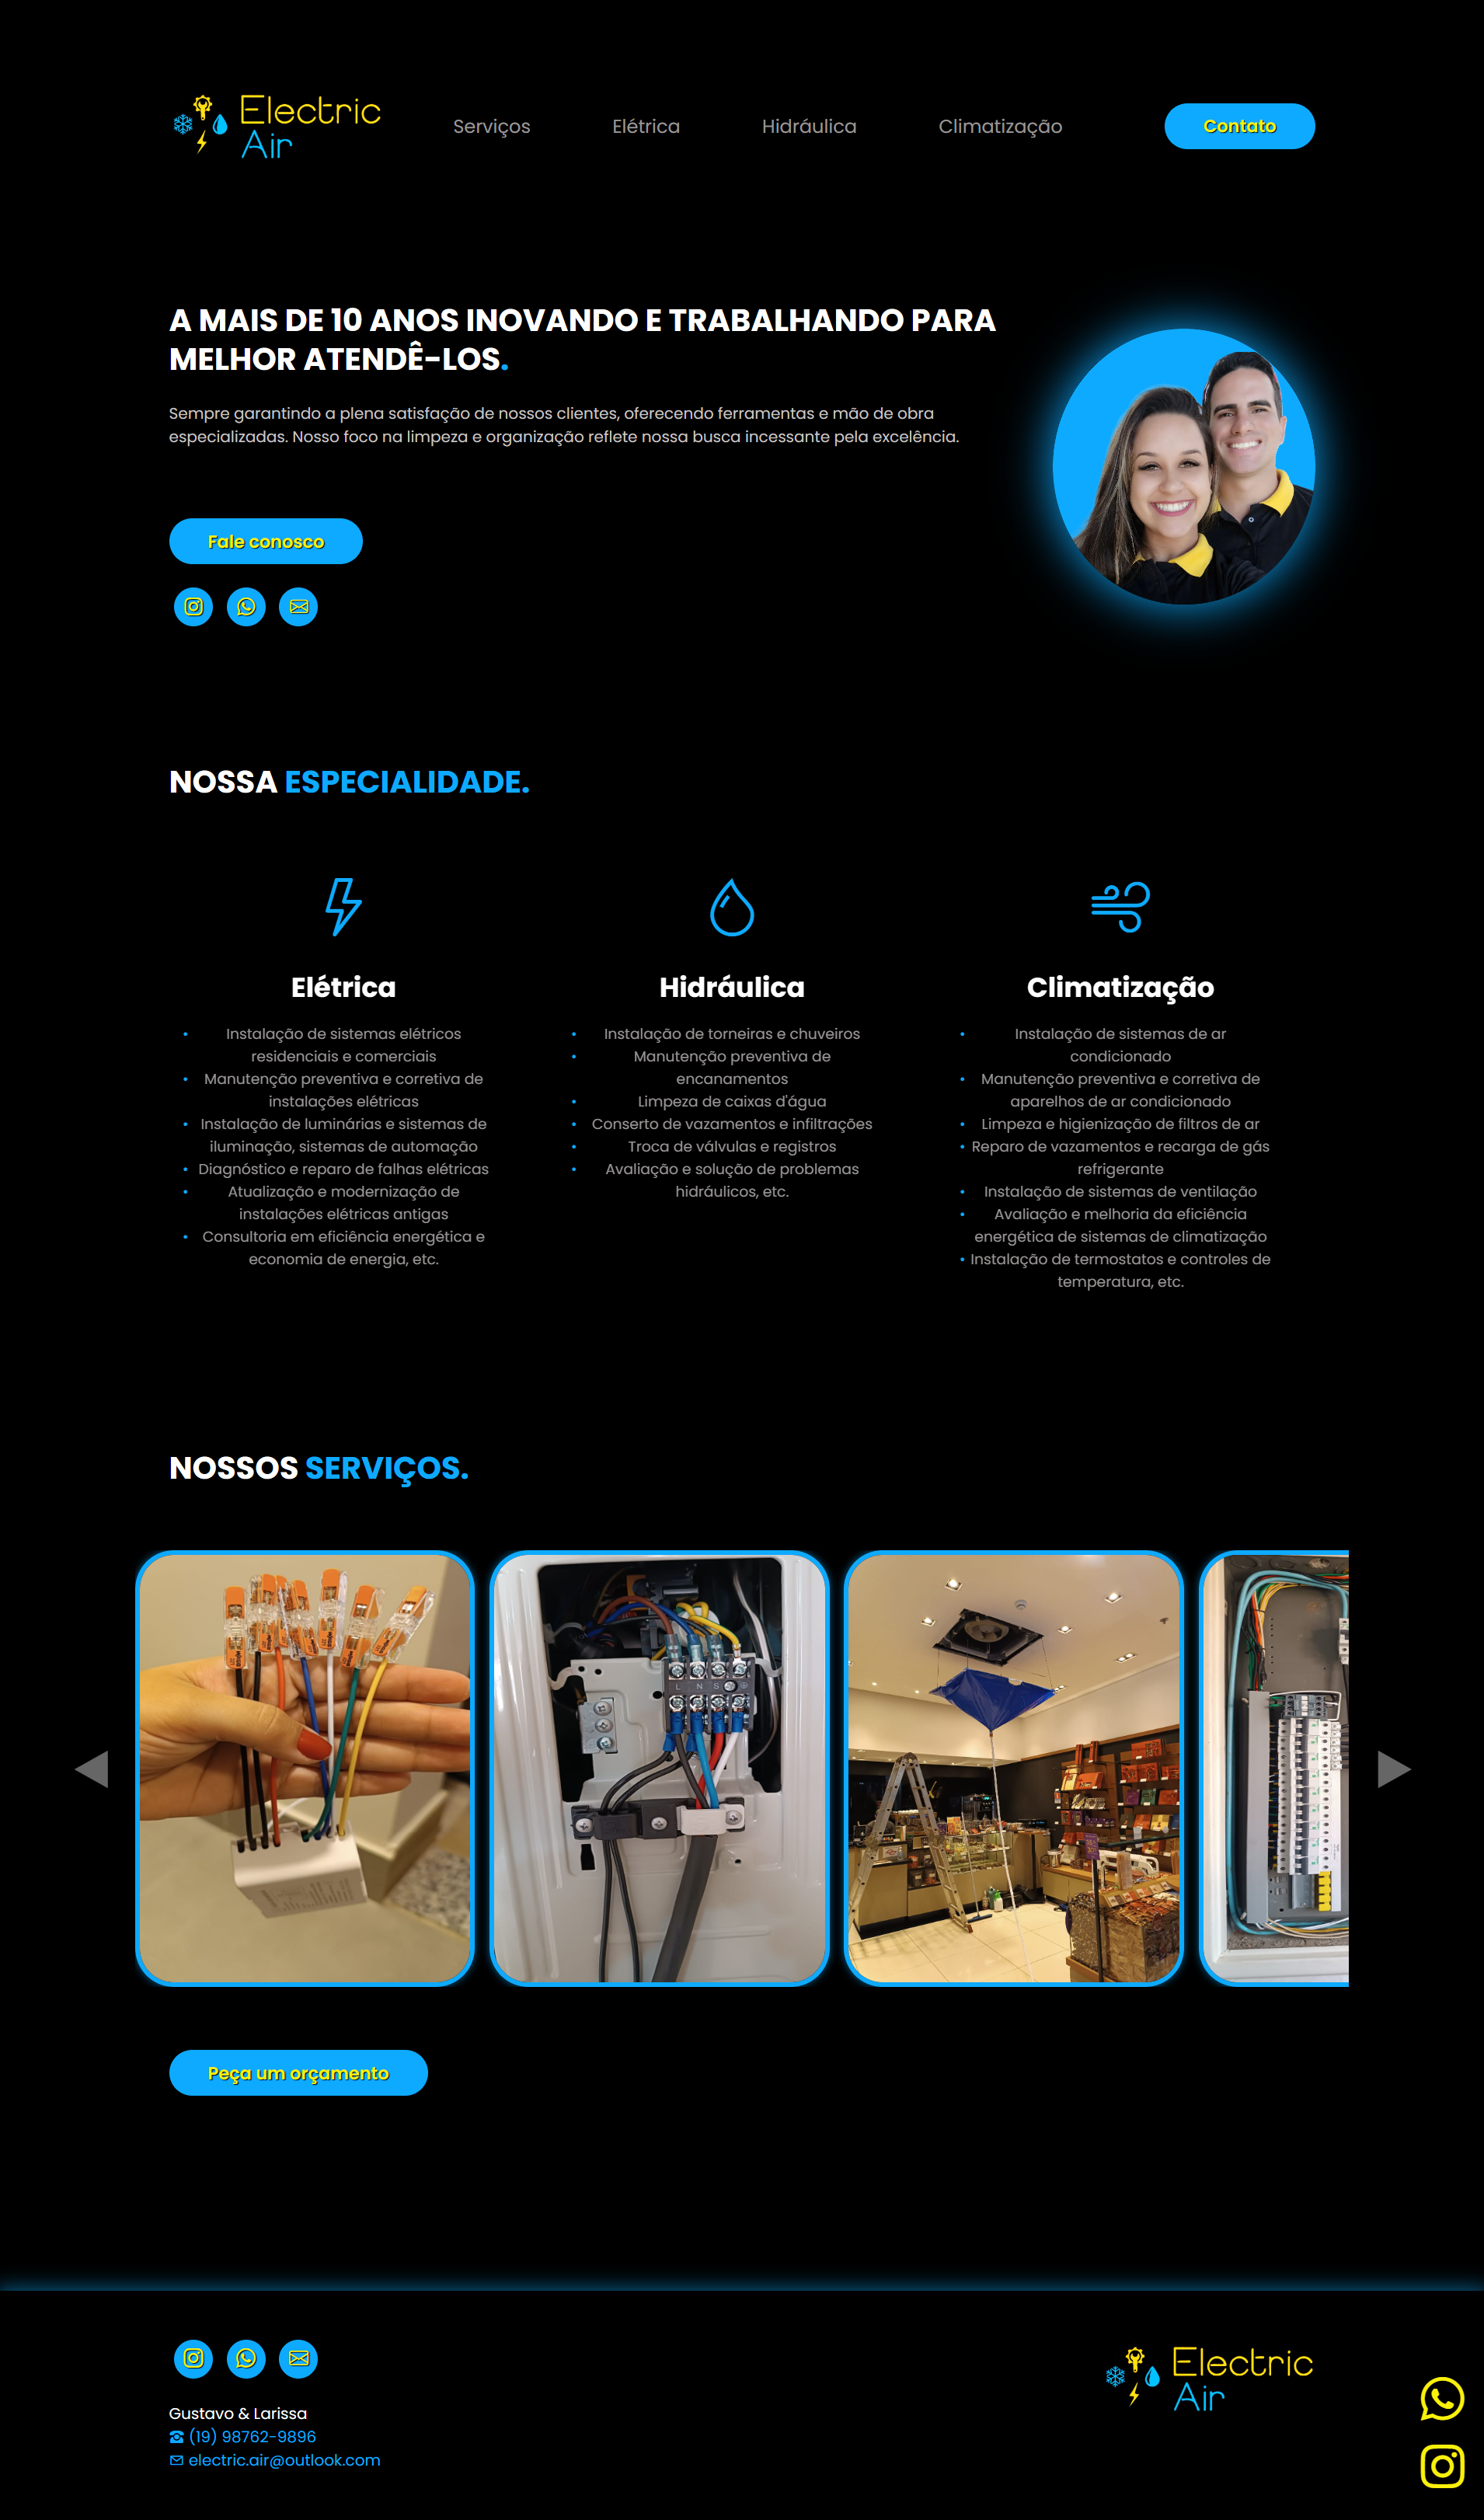 Electric
Air
Serviços
Elétrica
Hidráulica
Climatização
Contato
A MAIS DE 10 ANOS INOVANDO E TRABALHANDO PARA
MELHOR ATENDÊ-LOS.
Sempre garantindo a plena satisfação de nossos clientes, oferecendo ferramentas e mão de obra
especializadas. Nosso foco na limpeza e organização reflete nossa busca incessante pela excelência.
Fale conosco
NOSSA ESPECIALIDADE.
Elétrica
• Instalação de sistemas elétricos
residenciais e comerciais
• Manutenção preventiva e corretiva de
instalações elétricas
• Instalação de luminárias e sistemas de
iluminação, sistemas de automação
• Diagnóstico e reparo de falhas elétricas
• Atualização e modernização de
instalações elétricas antigas
• Consultoria em eficiência energética e
economia de energia, etc.
Hidráulica
• Instalação de torneiras e chuveiros
• Manutenção preventiva de
encanamentos
• Limpeza de caixas d'água
• Conserto de vazamentos e infiltrações
• Troca de válvulas e registros
• Avaliação e solução de problemas
hidráulicos, etc.
Climatização
• Instalação de sistemas de ar
condicionado
• Manutenção preventiva e corretiva de
aparelhos de ar condicionado
• Limpeza e higienização de filtros de ar
• Reparo de vazamentos e recarga de gás
refrigerante
• Instalação de sistemas de ventilação
• Avaliação e melhoria da eficiência
energética de sistemas de climatização
• Instalação de termostatos e controles de
temperatura, etc.
NOSSOS SERVIÇOS.
L N S
Peça um orçamento
Gustavo & Larissa
(19) 98762-9896
electric.air@outlook.com
Electric
Air